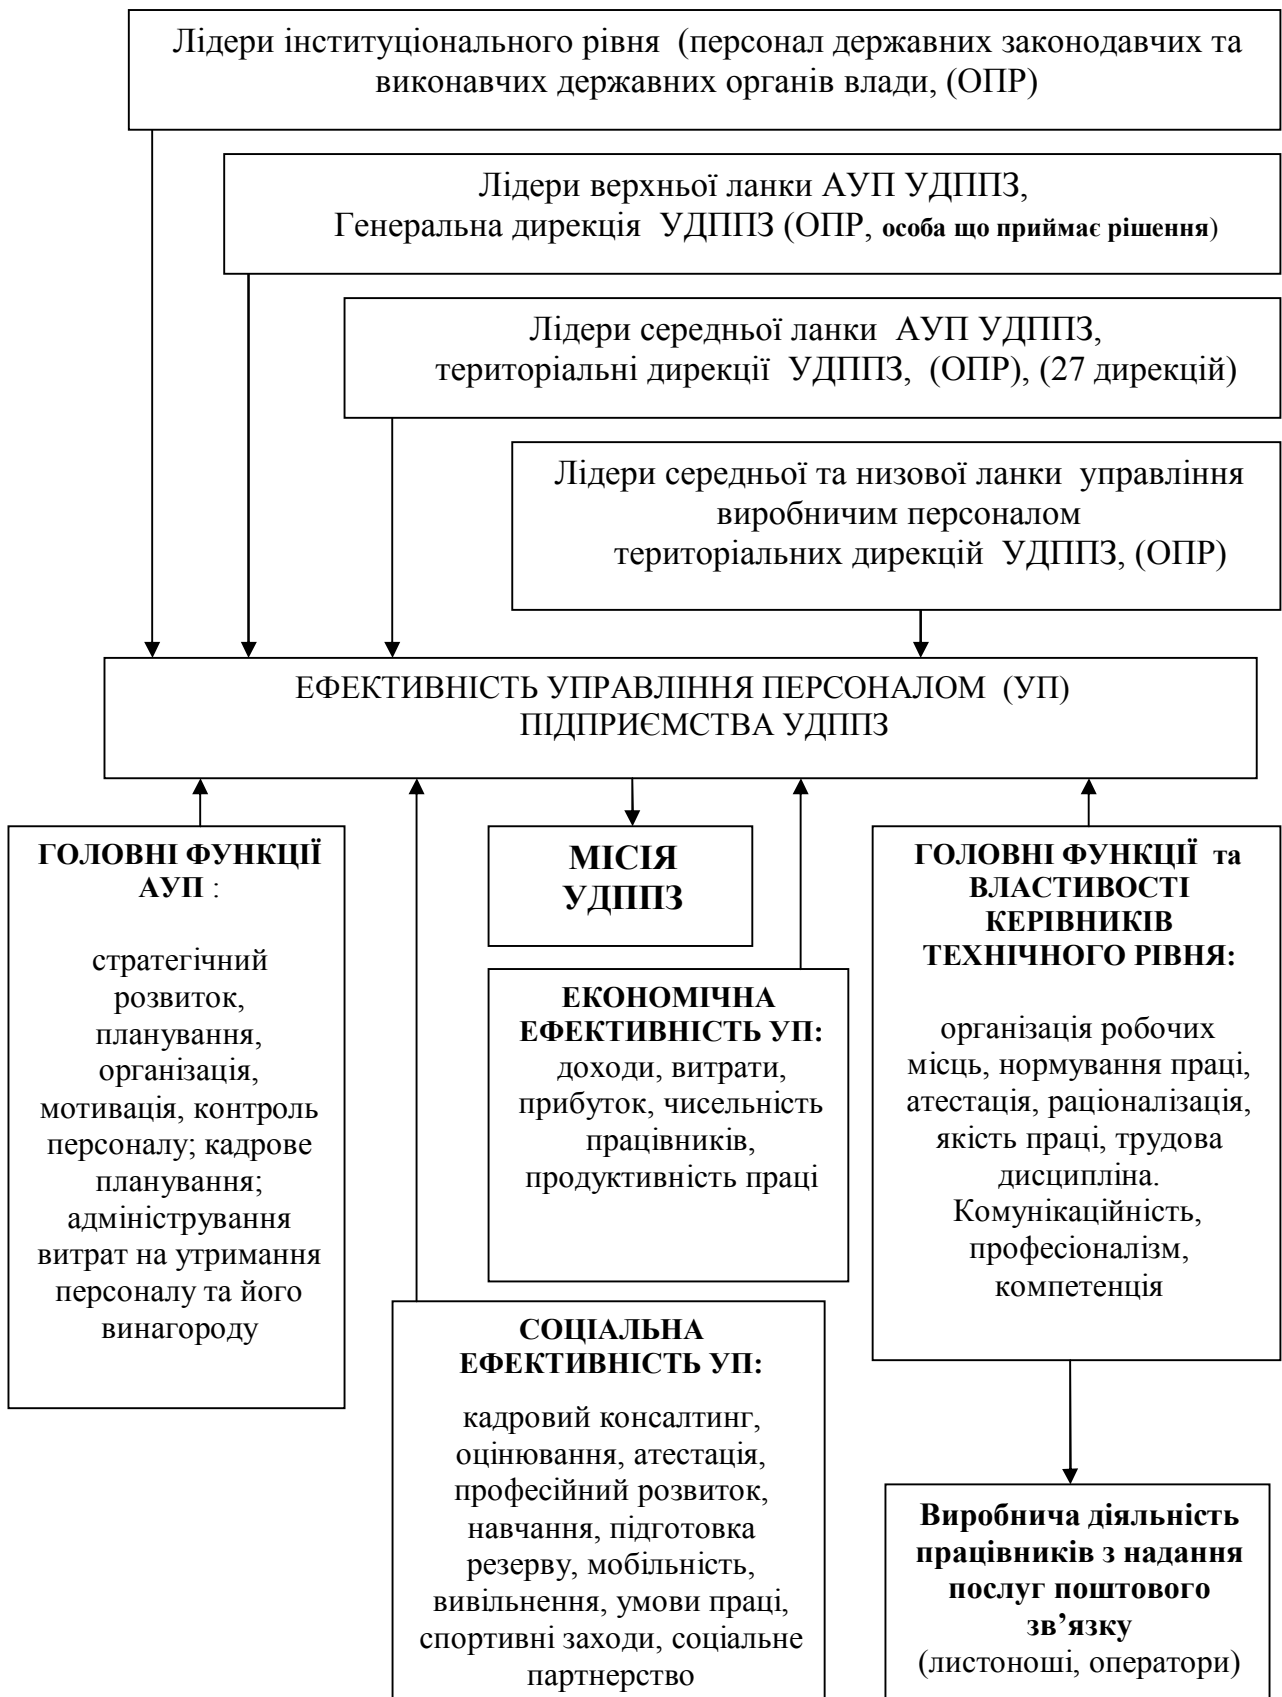 Лідери інституціонального рівня (персонал державних законодавчих та
виконавчих державних органів влади, (ОПР)
Лідери верхньої ланки АУП УДППЗ,
Генеральна дирекція УДППЗ (ОПР, особа що приймає рішення)
Лідери середньої ланки АУП УДППЗ,
територіальні дирекції УДППЗ, (ОПР), (27 дирекцій)
Лідери середньої та низової ланки управління
виробничим персоналом
територіальних дирекцій УДППЗ, (ОПР)
ЕФЕКТИВНІСТЬ УПРАВЛІННЯ ПЕРСОНАЛОМ (УП)
ПІДПРИЄМСТВА УДППЗ
ГОЛОВНІ ФУНКЦІЇ
АУП :
стратегічний
розвиток,
планування,
організація,
мотивація, контроль
персоналу; кадрове
планування;
адміністрування
витрат на утримання
персоналу та його
винагороду
МІСІЯ
УДППЗ
ЕКОНОМІЧНА
ЕФЕКТИВНІСТЬ УП:
доходи, витрати,
прибуток, чисельність
працівників,
продуктивність праці
СОЦІАЛЬНА
ЕФЕКТИВНІСТЬ УП:
кадровий консалтинг,
оцінювання, атестація,
професійний розвиток,
навчання, підготовка
резерву, мобільність,
вивільнення, умови праці,
спортивні заходи, соціальне
партнерство
ГОЛОВНІ ФУНКЦІЇ та
ВЛАСТИВОСТІ
КЕРІВНИКІВ
ТЕХНІЧНОГО РІВНЯ:
організація робочих
місць, нормування праці,
атестація, раціоналізація,
якість праці, трудова
дисципліна.
Комунікаційність,
професіоналізм,
компетенція
Виробнича діяльність
працівників з надання
послуг поштового
зв’язку
(листоноші, оператори)